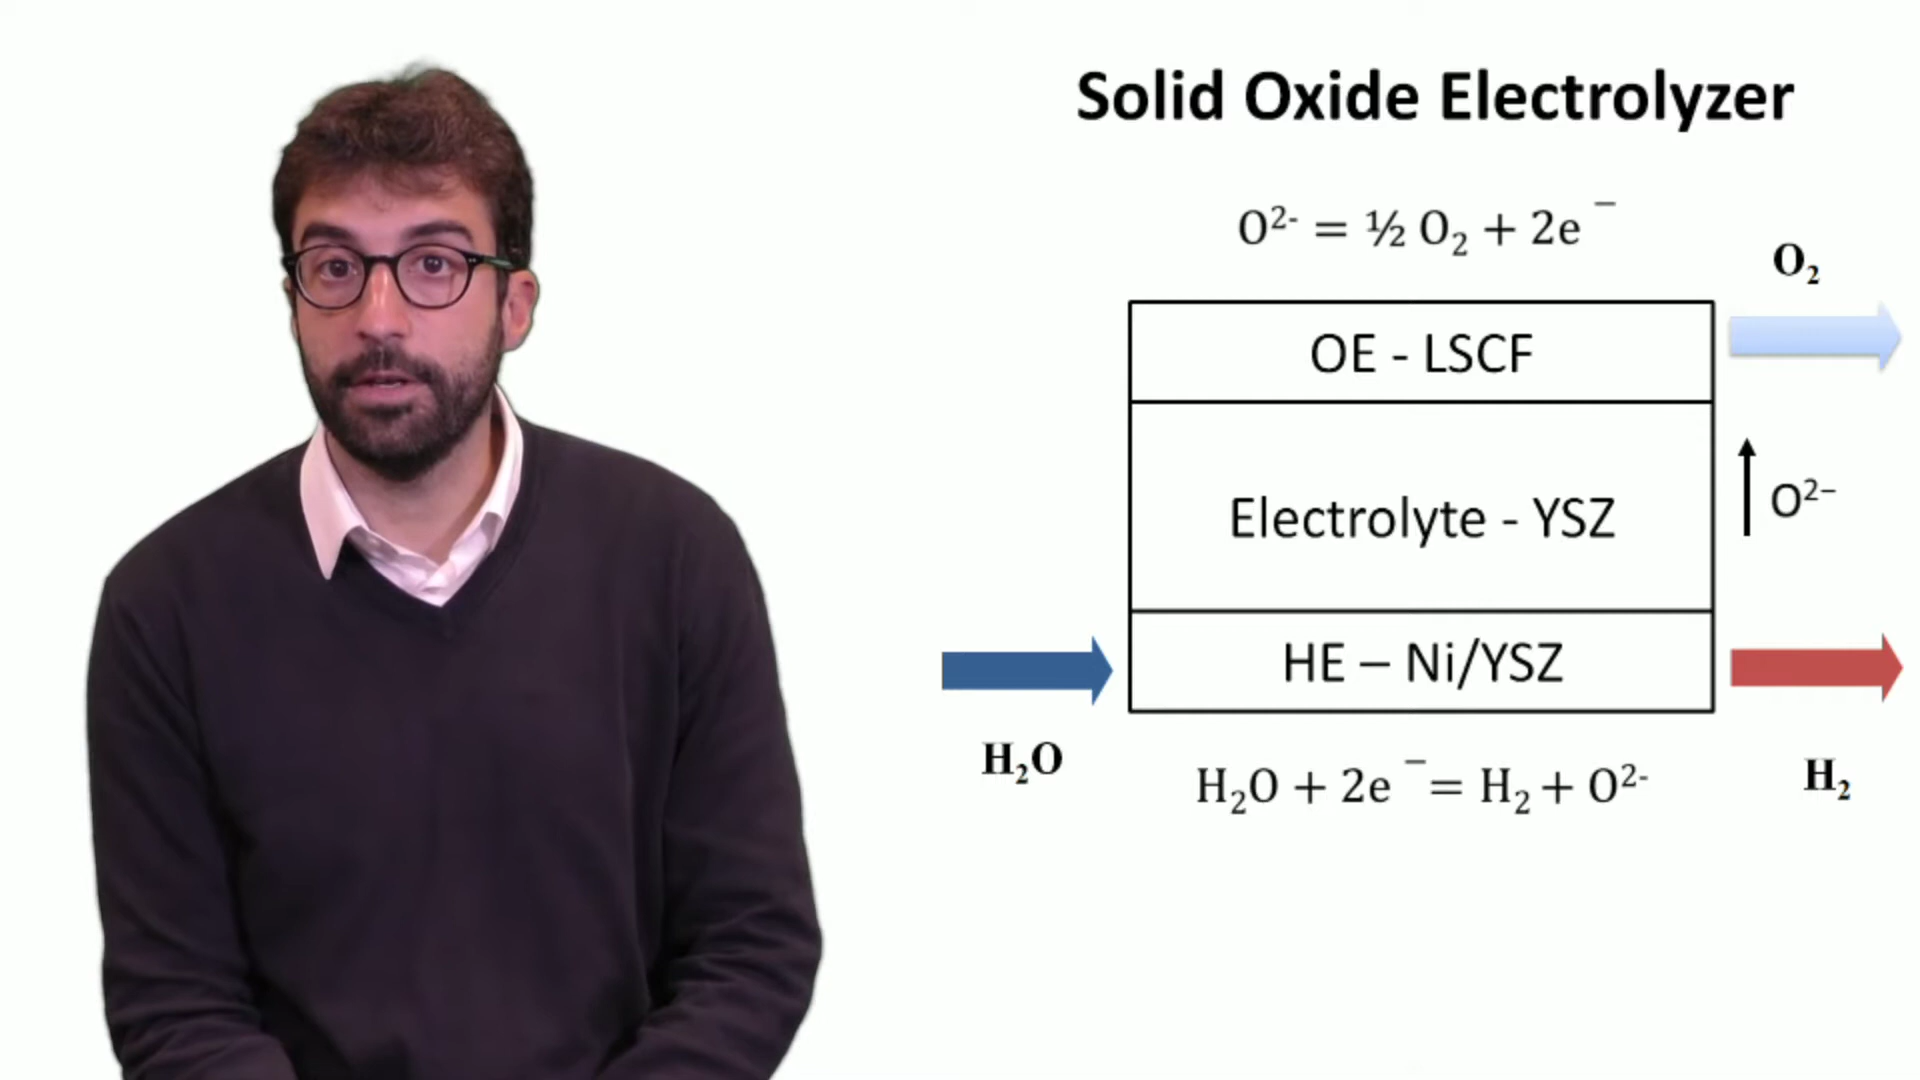 Solid Oxide Electrolyzer
O²⁻ = ½ O₂ + 2e⁻
O₂
OE - LSCF
Electrolyte - YSZ
O²⁻
HE – Ni/YSZ
H₂O
H₂O + 2e⁻ = H₂ + O²⁻
H₂